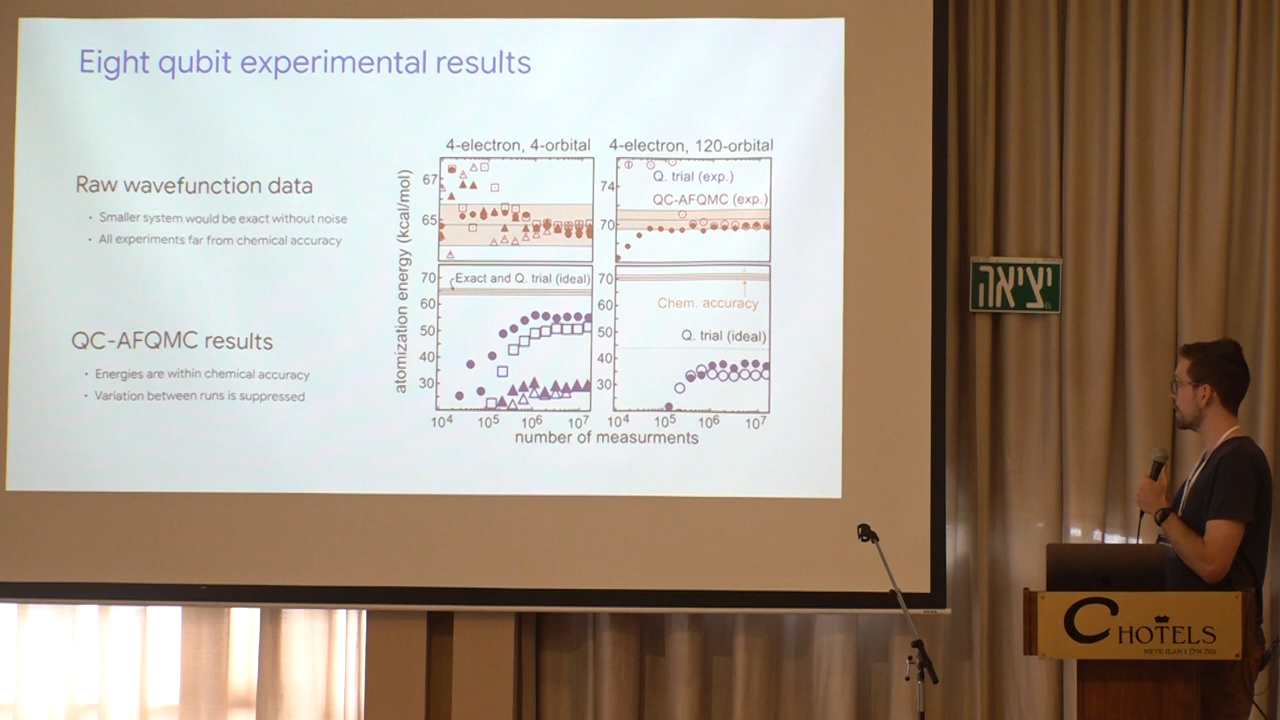 Eight qubit experimental results
Raw wavefunction data
• Smaller system would be exact without noise
• All experiments far from chemical accuracy
QC-AFQMC results
• Energies are within chemical accuracy
• Variation between runs is suppressed
4-electron, 4-orbital
4-electron, 120-orbital
atomization energy (kcal/mol)
67
65
74
70
Q. trial (exp.)
QC-AFQMC (exp.)
70
60
50
40
30
Exact and Q. trial (ideal)
70
60
50
40
30
Chem. accuracy
Q. trial (ideal)
10⁴ 10⁵ 10⁶ 10⁷
10⁴ 10⁵ 10⁶ 10⁷
number of measurments
יציאה
C HOTELS
NEVE ILAN | נווה אילן